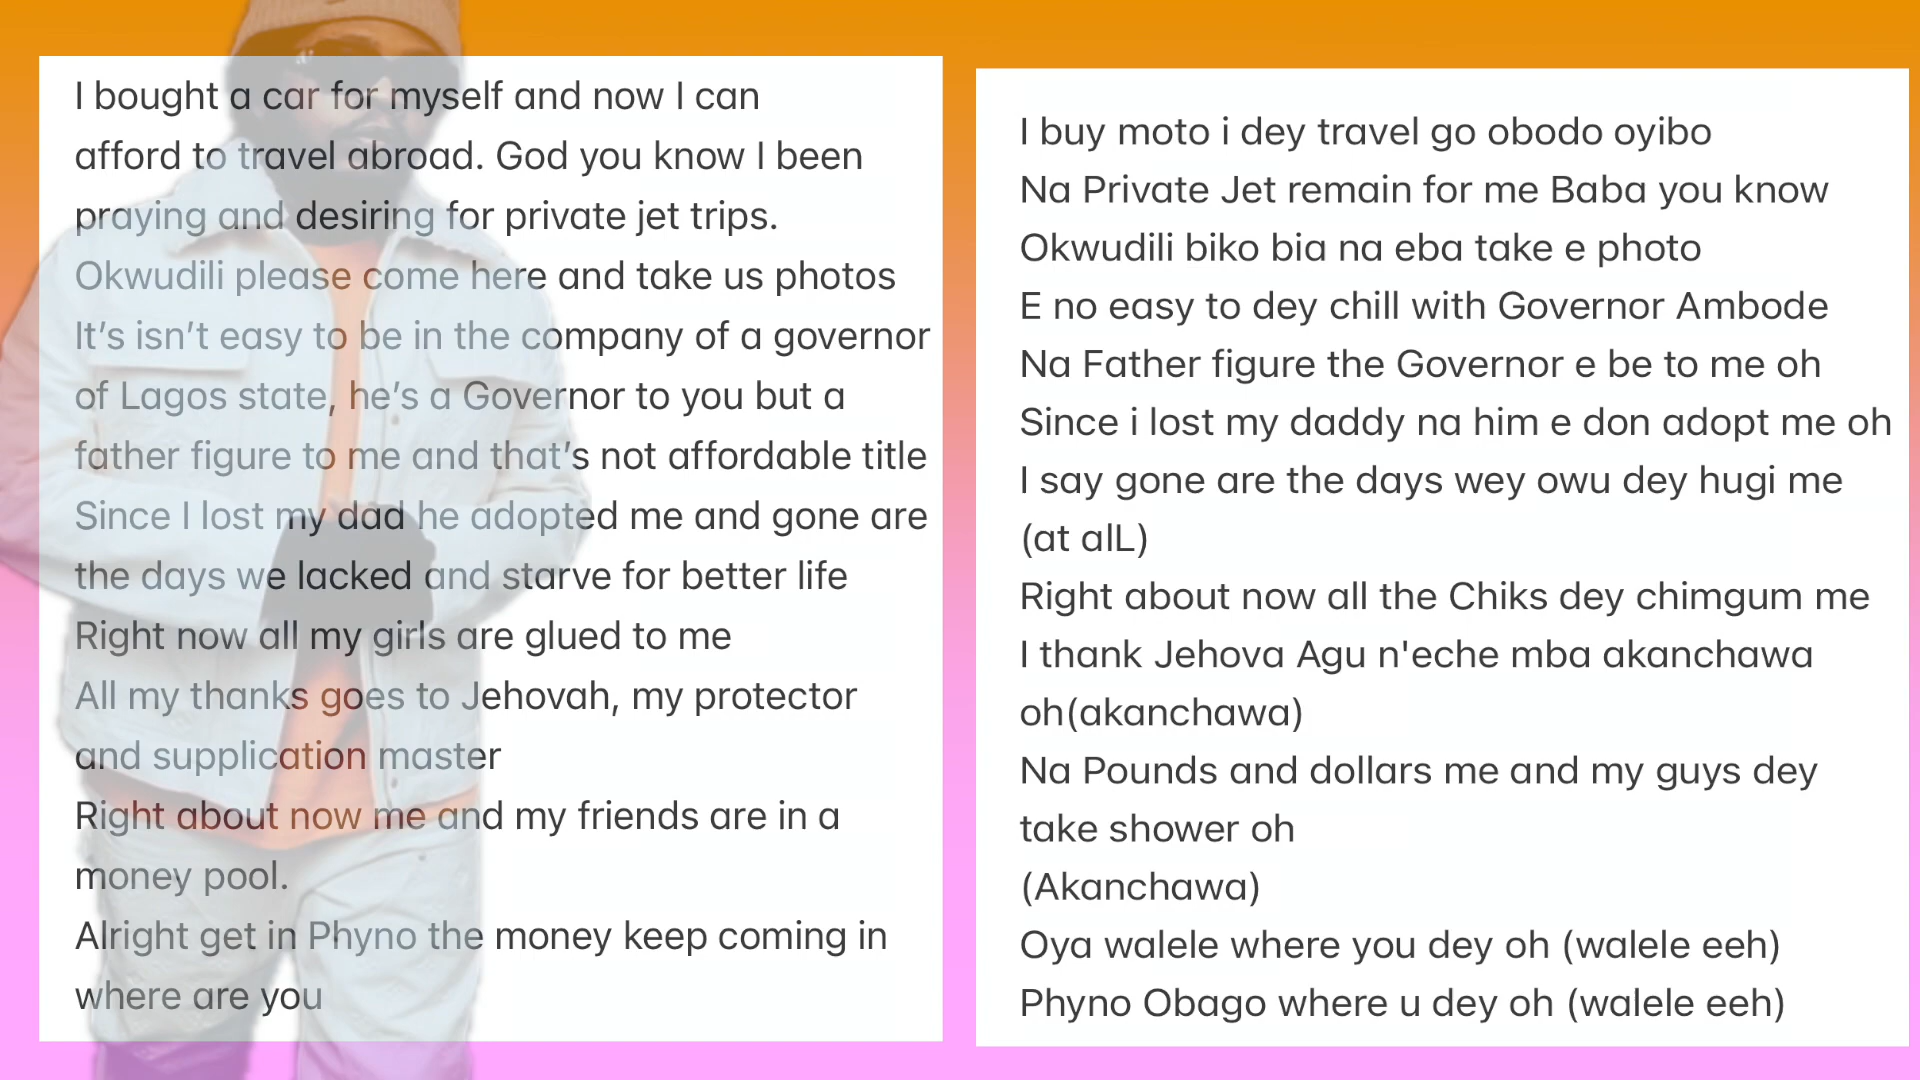 I bought a car for myself and now I can
afford to travel abroad. God you know I been
praying and desiring for private jet trips.
Okwudili please come here and take us photos
It’s isn’t easy to be in the company of a governor
of Lagos state, he’s a Governor to you but a
father figure to me and that’s not affordable title
Since I lost my dad he adopted me and gone are
the days we lacked and starve for better life
Right now all my girls are glued to me
All my thanks goes to Jehovah, my protector
and supplication master
Right about now me and my friends are in a
money pool.
Alright get in Phyno the money keep coming in
where are you
I buy moto i dey travel go obodo oyibo
Na Private Jet remain for me Baba you know
Okwudili biko bia na eba take e photo
E no easy to dey chill with Governor Ambode
Na Father figure the Governor e be to me oh
Since i lost my daddy na him e don adopt me oh
I say gone are the days wey owu dey hugi me
(at alL)
Right about now all the Chiks dey chimgum me
I thank Jehova Agu n'eche mba akanchawa
oh(akanchawa)
Na Pounds and dollars me and my guys dey
take shower oh
(Akanchawa)
Oya walele where you dey oh (walele eeh)
Phyno Obago where u dey oh (walele eeh)